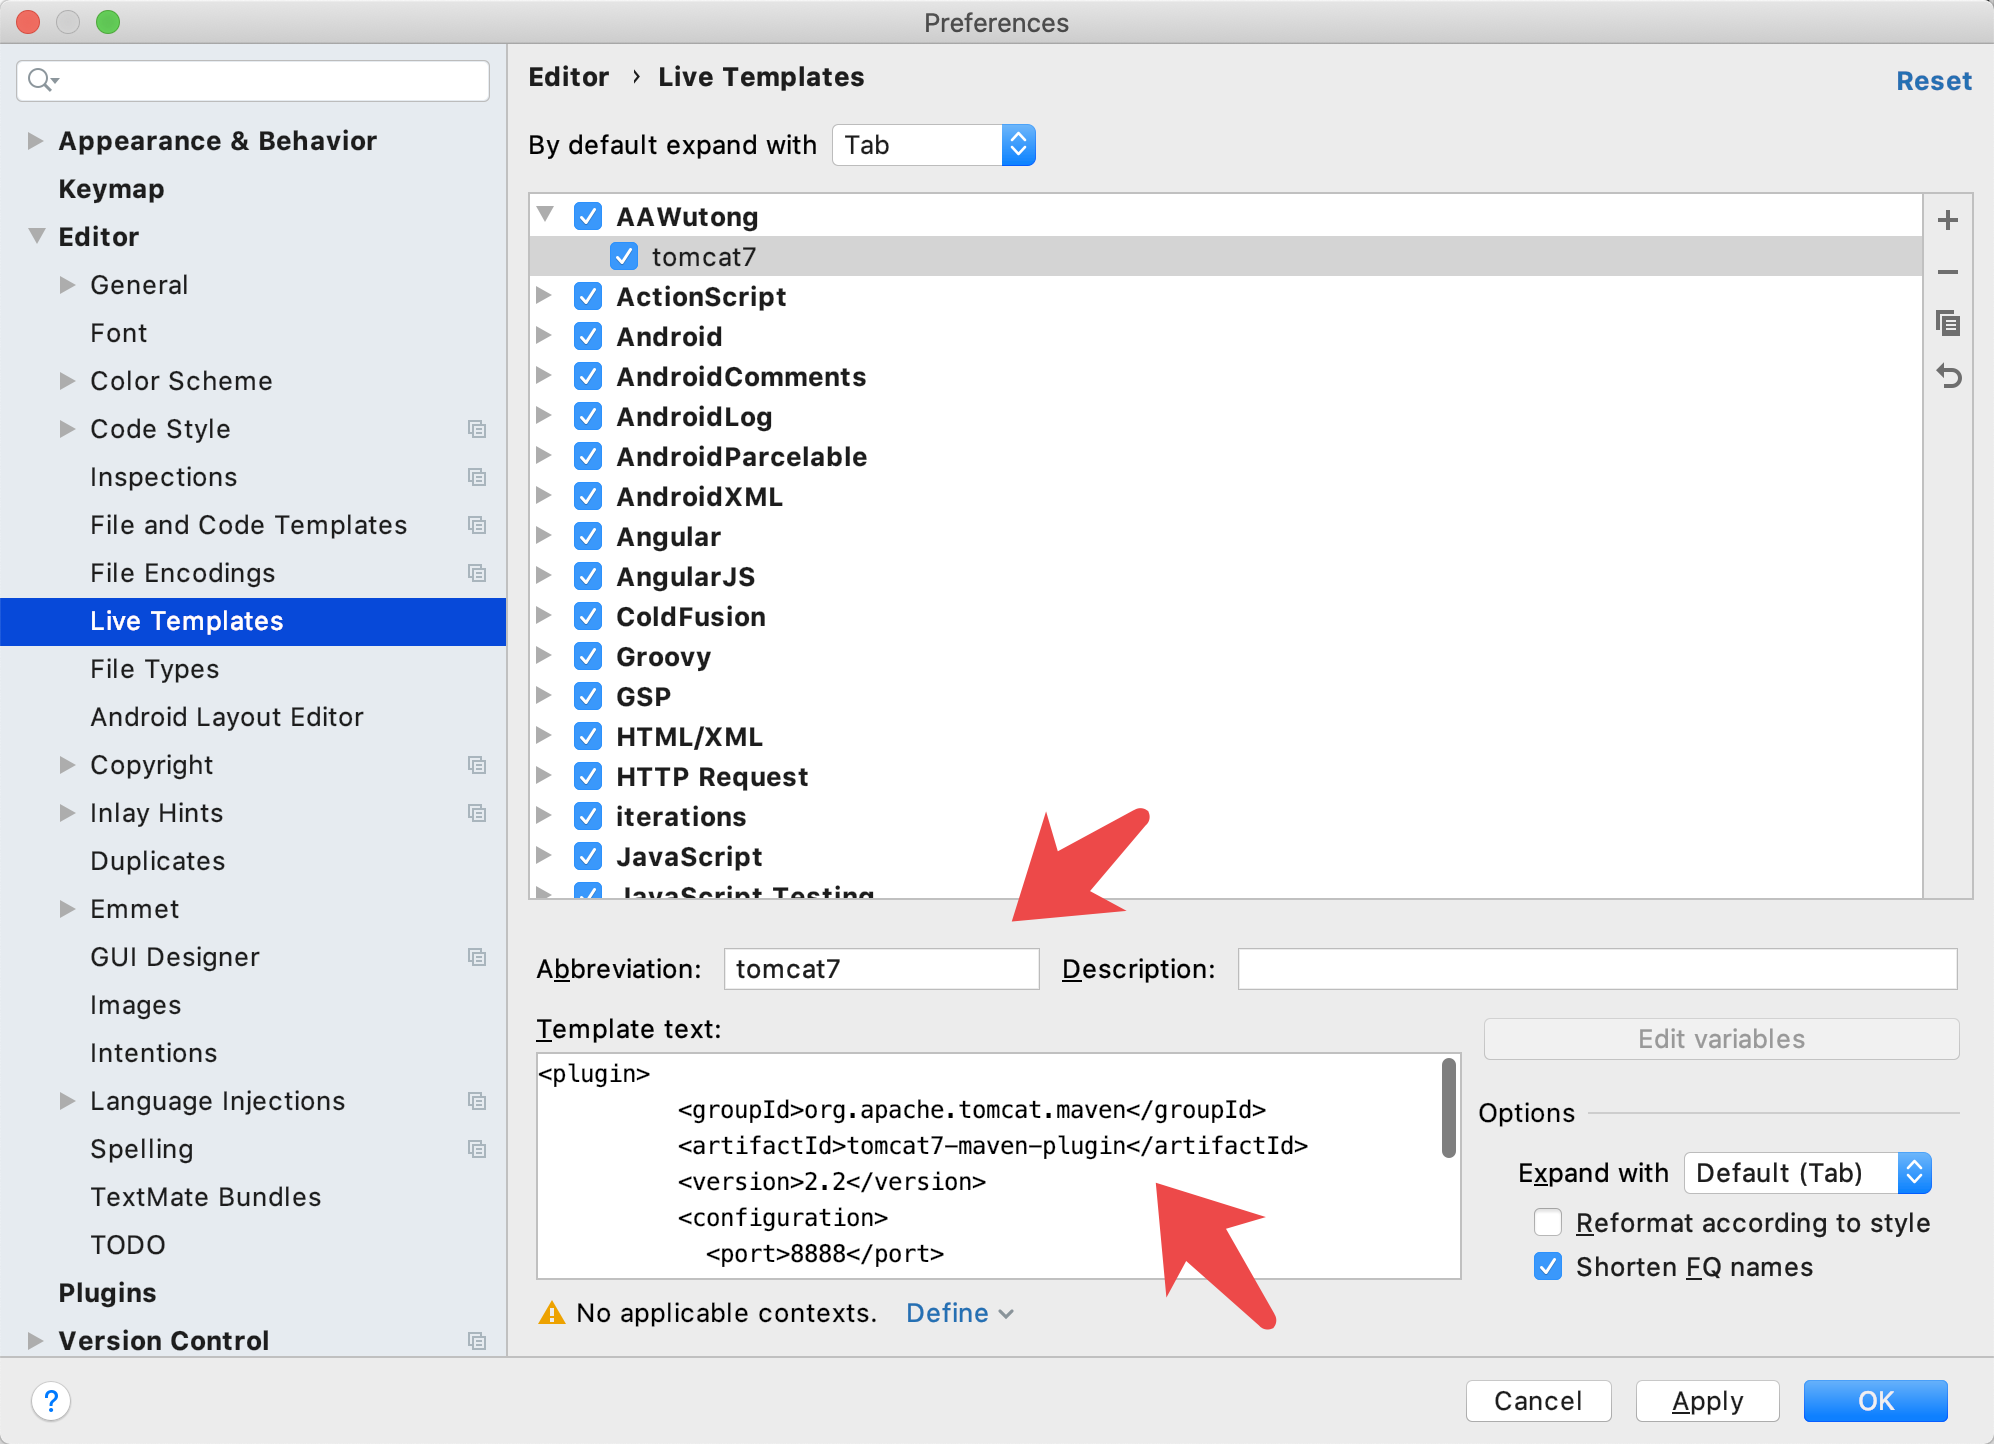 Preferences
Appearance & Behavior
Keymap
Editor
General
Font
Color Scheme
Code Style
Inspections
File and Code Templates
File Encodings
Live Templates
File Types
Android Layout Editor
Copyright
Inlay Hints
Duplicates
Emmet
GUI Designer
Images
Intentions
Language Injections
Spelling
TextMate Bundles
TODO
Plugins
Version Control
Editor › Live Templates
Reset
By default expand with Tab
AAWutong
tomcat7
ActionScript
Android
AndroidComments
AndroidLog
AndroidParcelable
AndroidXML
Angular
AngularJS
ColdFusion
Groovy
GSP
HTML/XML
HTTP Request
iterations
JavaScript
JavaScript Testing
Abbreviation: tomcat7 Description:
Template text:
Edit variables
<plugin>
<groupId>org.apache.tomcat.maven</groupId>
<artifactId>tomcat7-maven-plugin</artifactId>
<version>2.2</version>
<configuration>
<port>8888</port>
Options
Expand with Default (Tab)
Reformat according to style
Shorten FQ names
No applicable contexts. Define
?
Cancel Apply OK